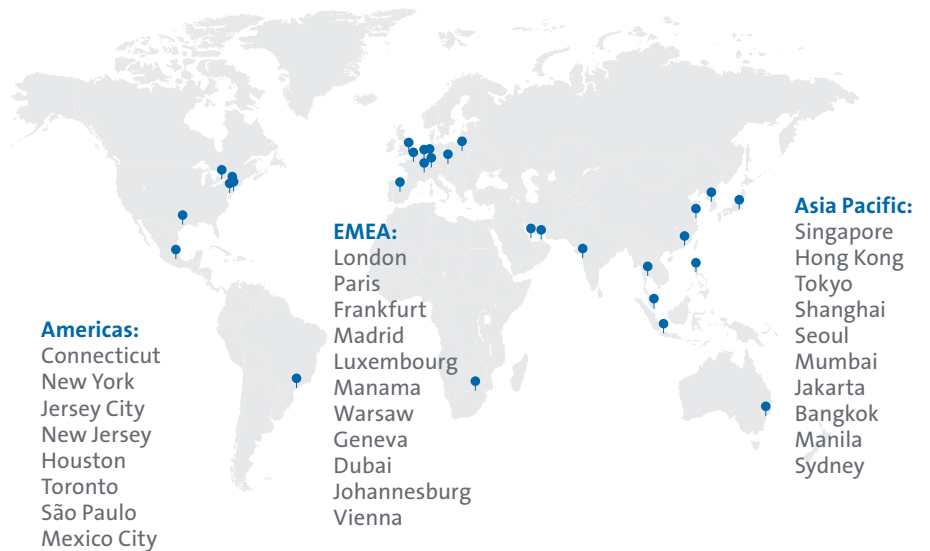 Americas:
Connecticut
New York
Jersey City
New Jersey
Houston
Toronto
São Paulo
Mexico City
EMEA:
London
Paris
Frankfurt
Madrid
Luxembourg
Manama
Warsaw
Geneva
Dubai
Johannesburg
Vienna
Asia Pacific:
Singapore
Hong Kong
Tokyo
Shanghai
Seoul
Mumbai
Jakarta
Bangkok
Manila
Sydney